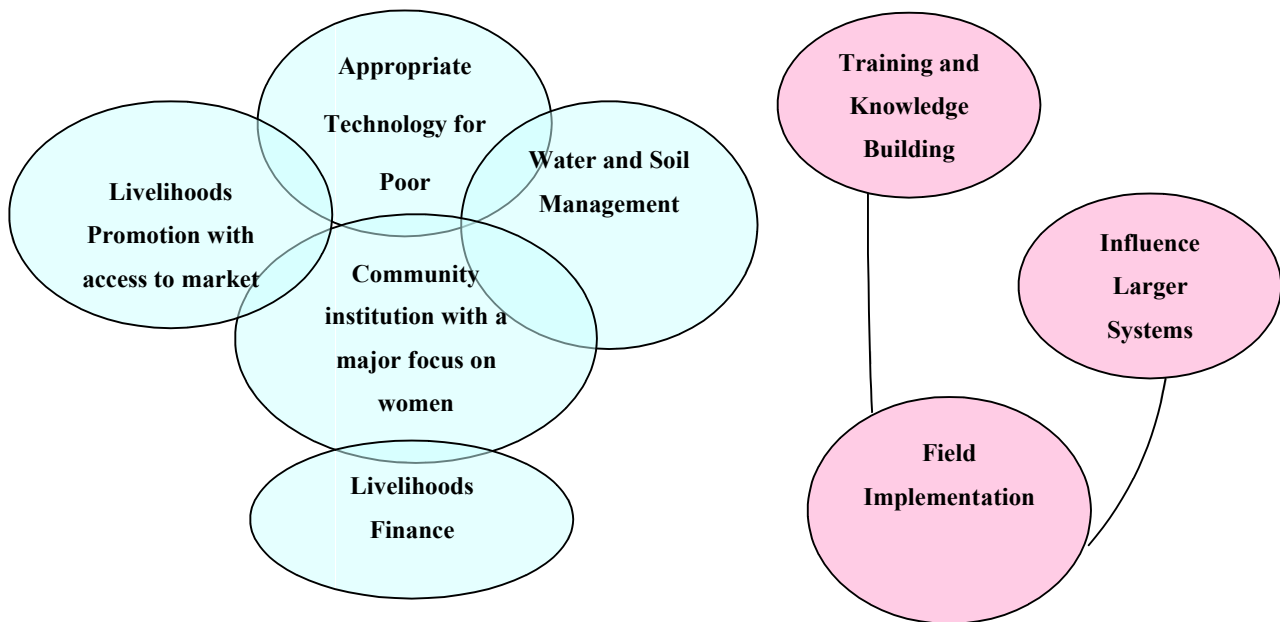 Appropriate
Technology for
Poor
Livelihoods
Promotion with
access to market
Water and Soil
Management
Community
institution with a
major focus on
women
Livelihoods
Finance
Training and
Knowledge
Building
Influence
Larger
Systems
Field
Implementation